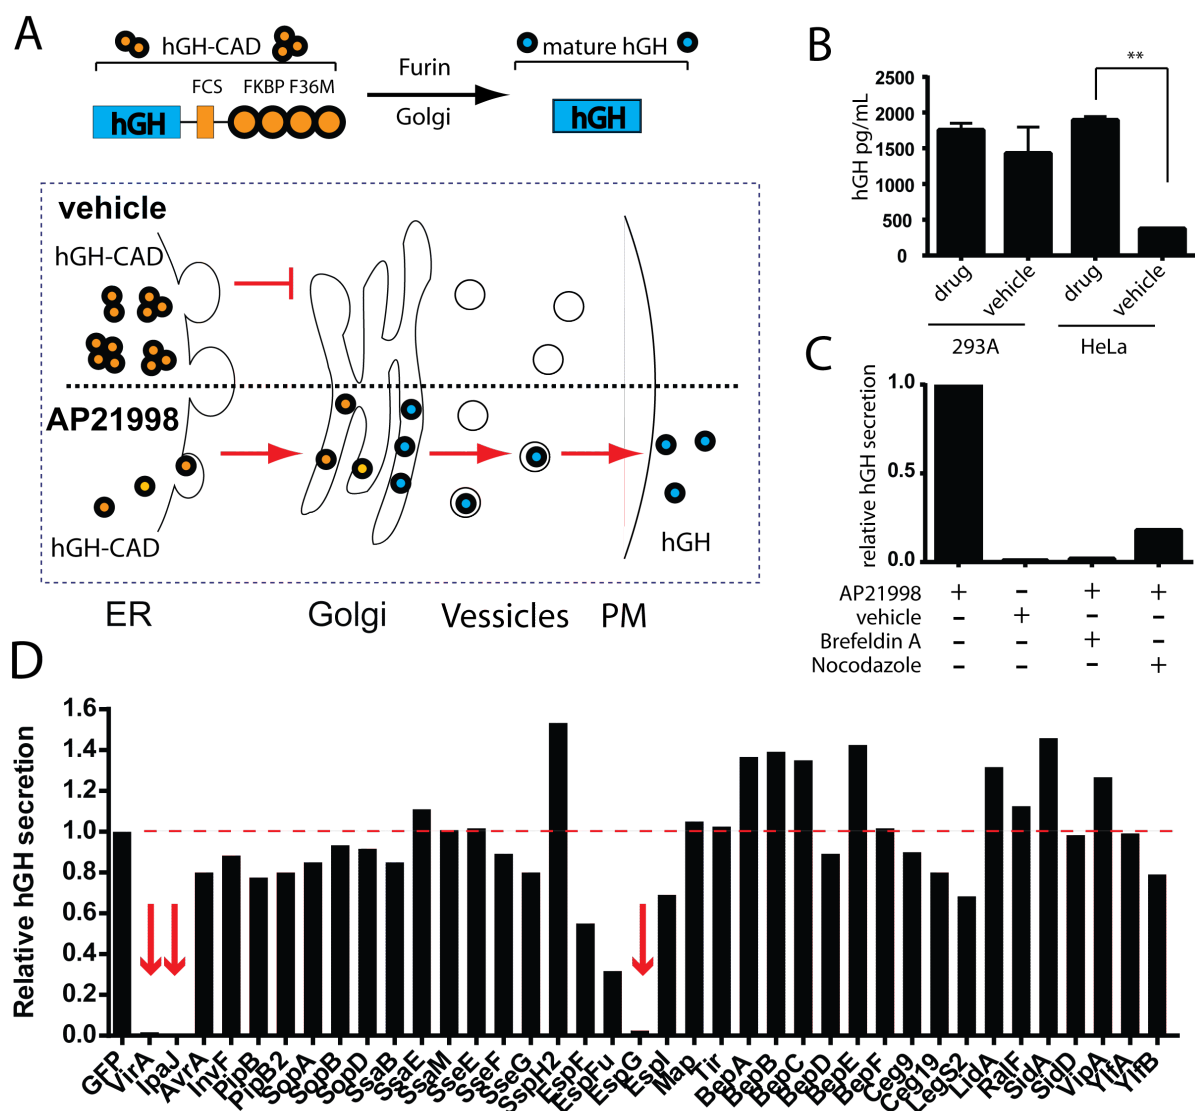 A
hGH-CAD
mature hGH
FCS
FKBP F36M
Furin
Golgi
hGH
hGH
vehicle
hGH-CAD
AP21998
hGH-CAD
hGH
ER
Golgi
Vessicles
PM
B
**
hGH pg/mL
2500
2000
1500
1000
500
0
drug
vehicle
drug
vehicle
293A
HeLa
C
relative hGH secretion
1.0
0.5
0.0
AP21998 + – + +
vehicle – + – –
Brefeldin A – – + –
Nocodazole – – – +
D
Relative hGH secretion
1.6
1.4
1.2
1.0
0.8
0.6
0.4
0.2
0.0
GFP
VirA
IpaJ
AvrA
InvF
PipB
PipB2
SopA
SopB
SopD
SsaB
SsaE
SsaM
SseE
SseF
SseG
SspH2
EspF
EspFu
EspG
EspI
Map
Tir
BepA
BepB
BepC
BepD
BepE
BepF
Ceg9
Ceg19
LegS2
LidA
RalF
SidA
SidD
VipA
YifA
YifB